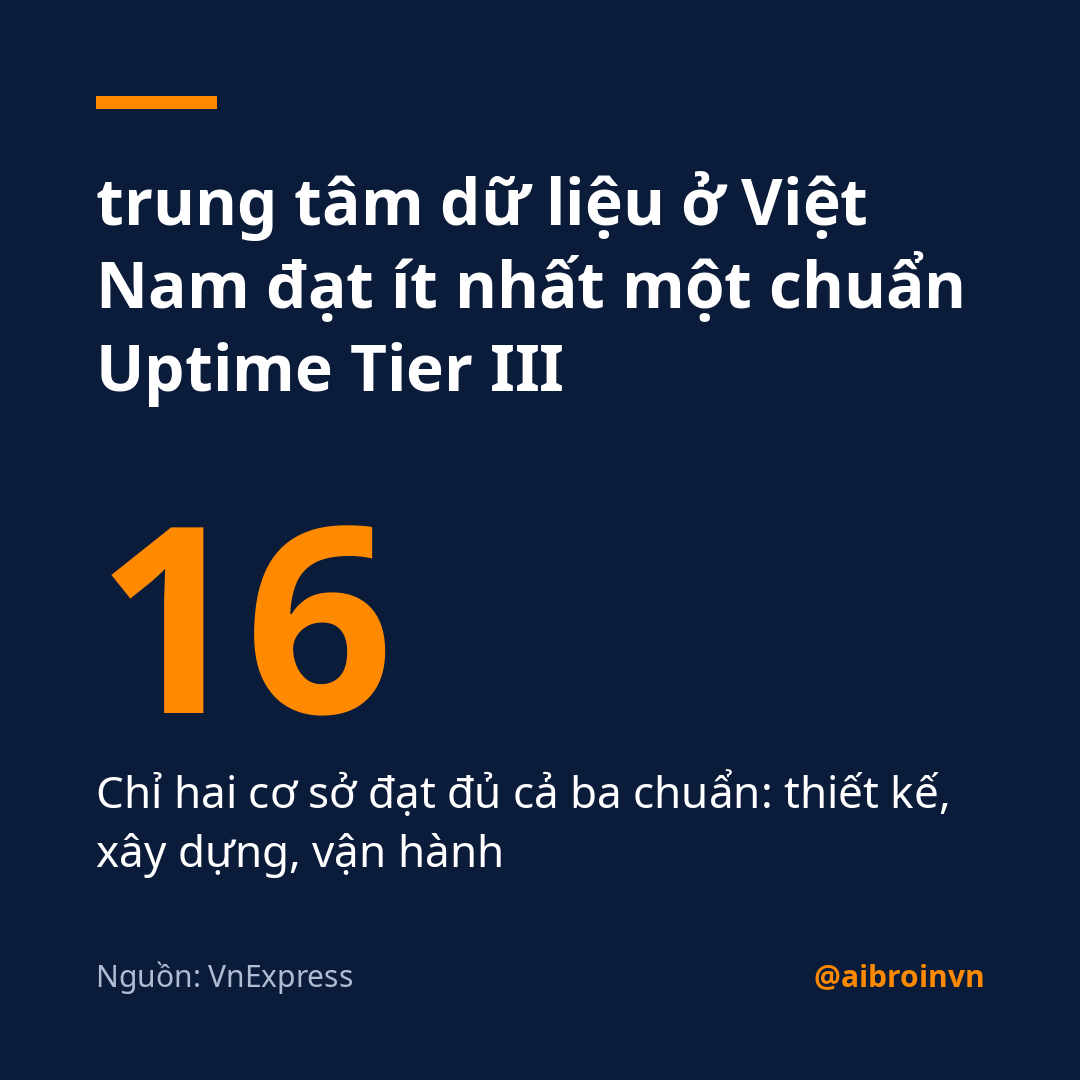 trung tâm dữ liệu ở Việt
Nam đạt ít nhất một chuẩn
Uptime Tier III
16
Chỉ hai cơ sở đạt đủ cả ba chuẩn: thiết kế,
xây dựng, vận hành
Nguồn: VnExpress
@aibroinvn